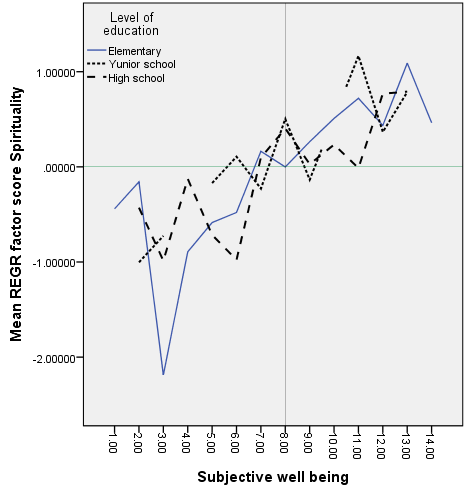 Level of
education
Elementary
Yunior school
High school
Mean REGR factor score Spirituality
1.00000
.00000
-1.00000
-2.00000
1.00
2.00
3.00
4.00
5.00
6.00
7.00
8.00
9.00
10.00
11.00
12.00
13.00
14.00
Subjective well being